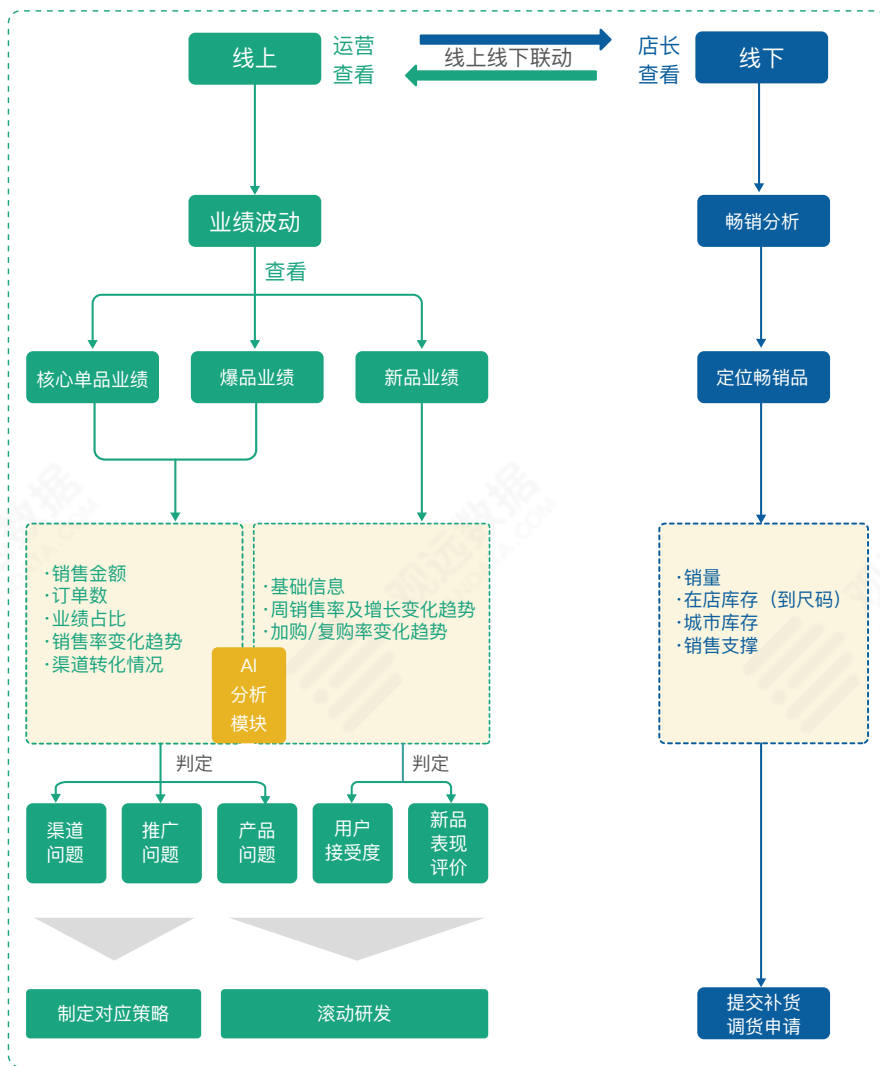 线上
运营
查看
线上线下联动
店长
查看
线下
业绩波动
畅销分析
查看
核心单品业绩
爆品业绩
新品业绩
定位畅销品
·销售金额
·订单数
·业绩占比
·销售率变化趋势
·渠道转化情况
·基础信息
·周销售率及增长变化趋势
·加购/复购率变化趋势
·销量
·在店库存（到尺码）
·城市库存
·销售支撑
AI
分析
模块
判定
判定
渠道
问题
推广
问题
产品
问题
用户
接受度
新品
表现
评价
制定对应策略
滚动研发
提交补货
调货申请
观远数据